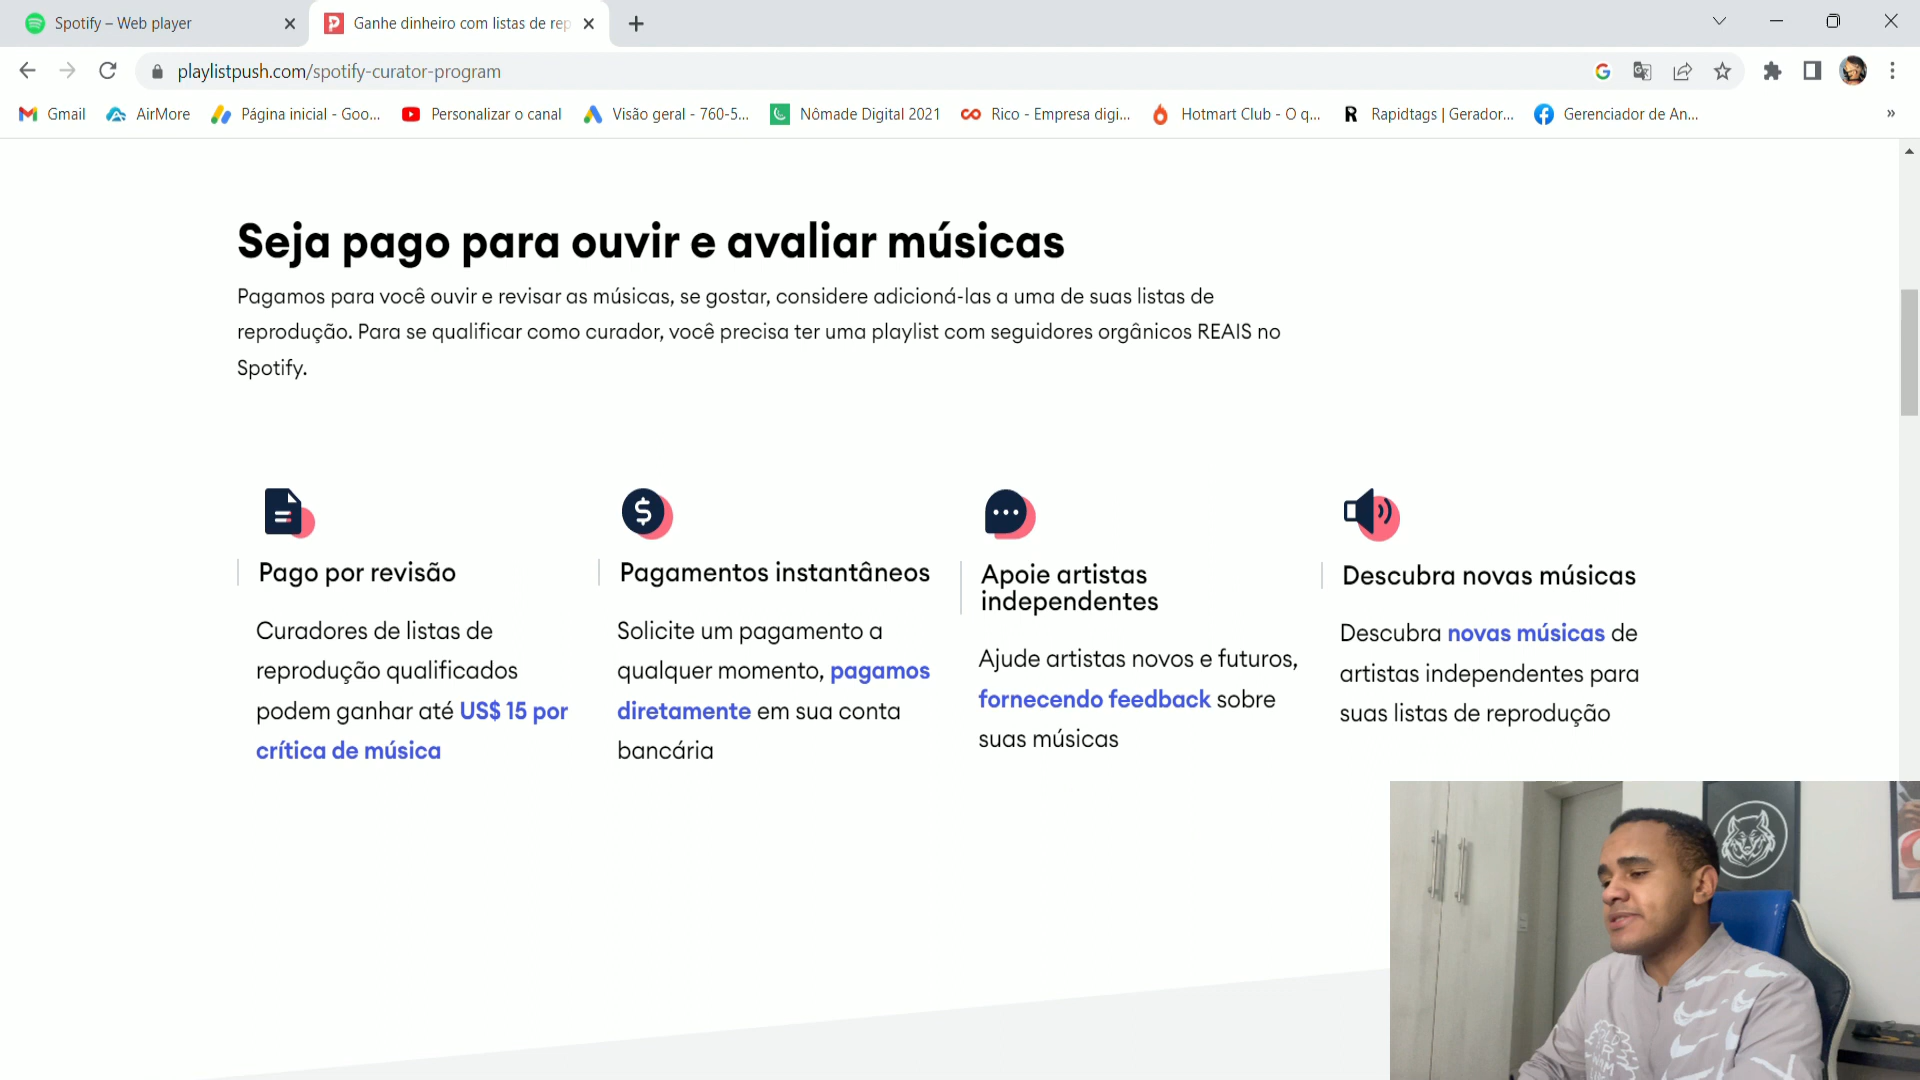 Spotify – Web player
Ganhe dinheiro com listas de rep
playlistpush.com/spotify-curator-program
Gmail
AirMore
Página inicial - Goo...
Personalizar o canal
Visão geral - 760-5...
Nômade Digital 2021
Rico - Empresa digi...
Hotmart Club - O q...
Rapidtags | Gerador...
Gerenciador de An...
»
Seja pago para ouvir e avaliar músicas
Pagamos para você ouvir e revisar as músicas, se gostar, considere adicioná-las a uma de suas listas de
reprodução. Para se qualificar como curador, você precisa ter uma playlist com seguidores orgânicos REAIS no
Spotify.
Pago por revisão
Curadores de listas de
reprodução qualificados
podem ganhar até US$ 15 por
crítica de música
Pagamentos instantâneos
Solicite um pagamento a
qualquer momento, pagamos
diretamente em sua conta
bancária
Apoie artistas
independentes
Ajude artistas novos e futuros,
fornecendo feedback sobre
suas músicas
Descubra novas músicas
Descubra novas músicas de
artistas independentes para
suas listas de reprodução